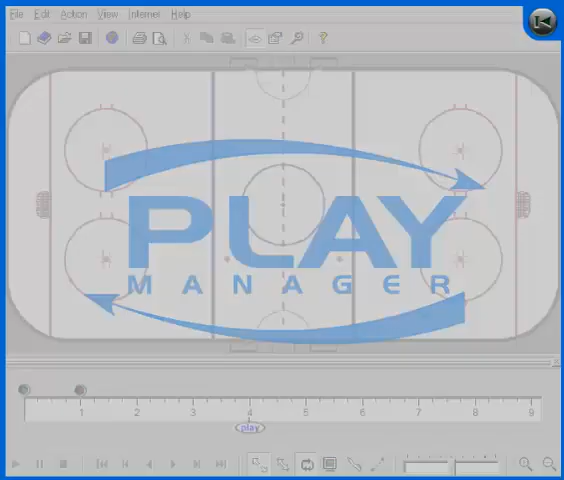 File Edit Action View Internet Help
PLAY
MANAGER
1 2 3 4 5 6 7 8 9
play